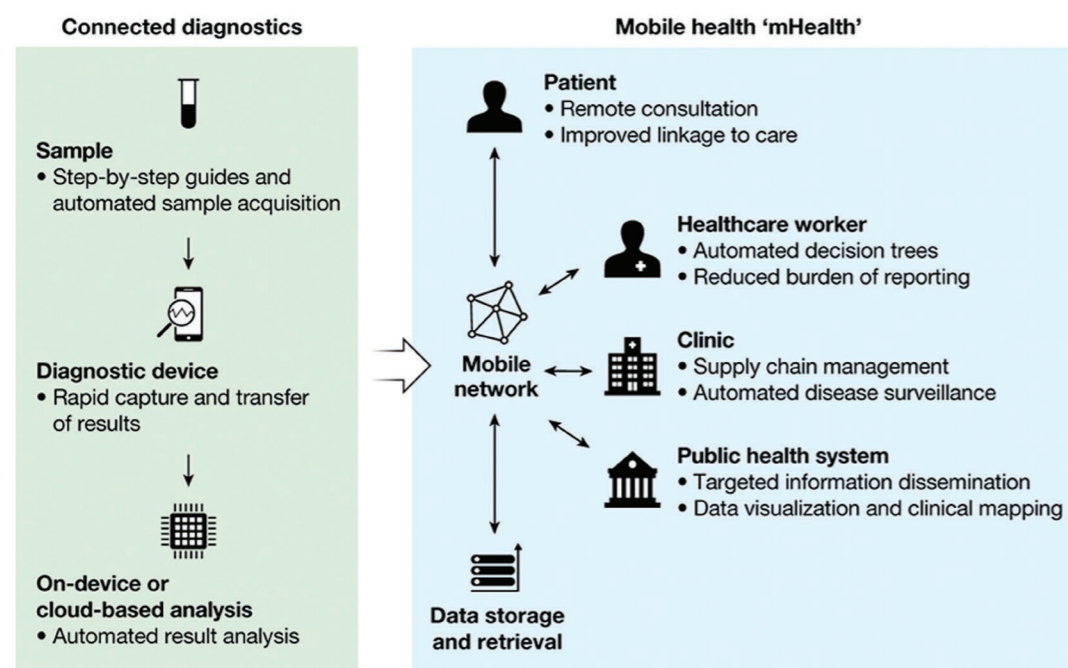 Connected diagnostics
Sample
• Step-by-step guides and
automated sample acquisition
Diagnostic device
• Rapid capture and transfer
of results
On-device or
cloud-based analysis
• Automated result analysis
Mobile health ‘mHealth’
Patient
• Remote consultation
• Improved linkage to care
Healthcare worker
• Automated decision trees
• Reduced burden of reporting
Mobile
network
Clinic
• Supply chain management
• Automated disease surveillance
Public health system
• Targeted information dissemination
• Data visualization and clinical mapping
Data storage
and retrieval